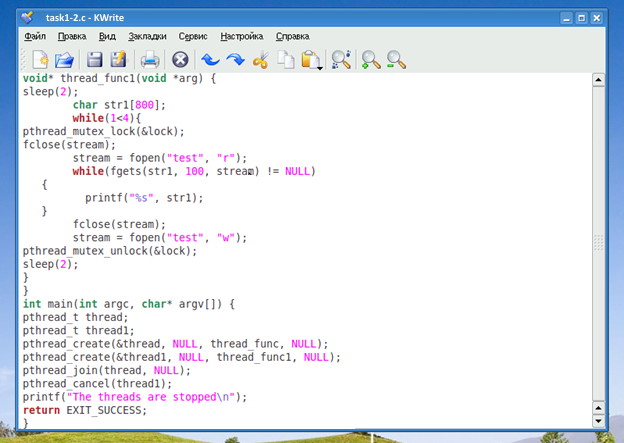 task1-2.c - KWrite
Файл Правка Вид Закладки Сервис Настройка Справка
void* thread_func1(void *arg) {
sleep(2);
        char str1[800];
        while(1<4){
pthread_mutex_lock(&lock);
fclose(stream);
        stream = fopen("test", "r");
        while(fgets(str1, 100, stream) != NULL)
   {
          printf("%s", str1);
   }
        fclose(stream);
        stream = fopen("test", "w");
pthread_mutex_unlock(&lock);
sleep(2);
}
}
int main(int argc, char* argv[]) {
pthread_t thread;
pthread_t thread1;
pthread_create(&thread, NULL, thread_func, NULL);
pthread_create(&thread1, NULL, thread_func1, NULL);
pthread_join(thread, NULL);
pthread_cancel(thread1);
printf("The threads are stopped\n");
return EXIT_SUCCESS;
}